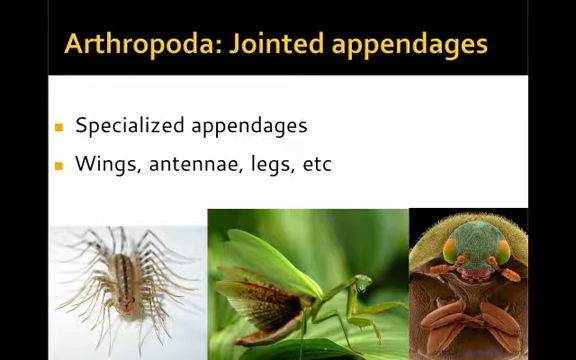 Arthropoda: Jointed appendages
Specialized appendages
Wings, antennae, legs, etc